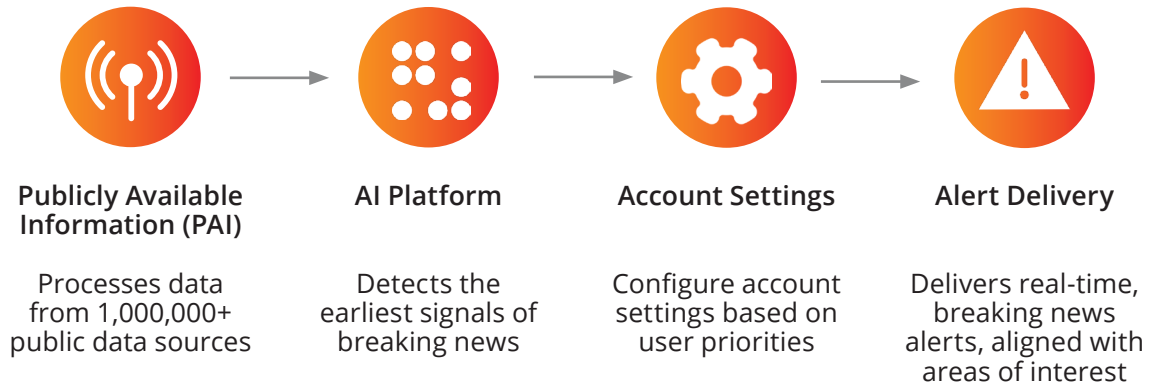 Publicly Available
Information (PAI)
Processes data
from 1,000,000+
public data sources
AI Platform
Detects the
earliest signals of
breaking news
Account Settings
Configure account
settings based on
user priorities
Alert Delivery
Delivers real-time,
breaking news
alerts, aligned with
areas of interest